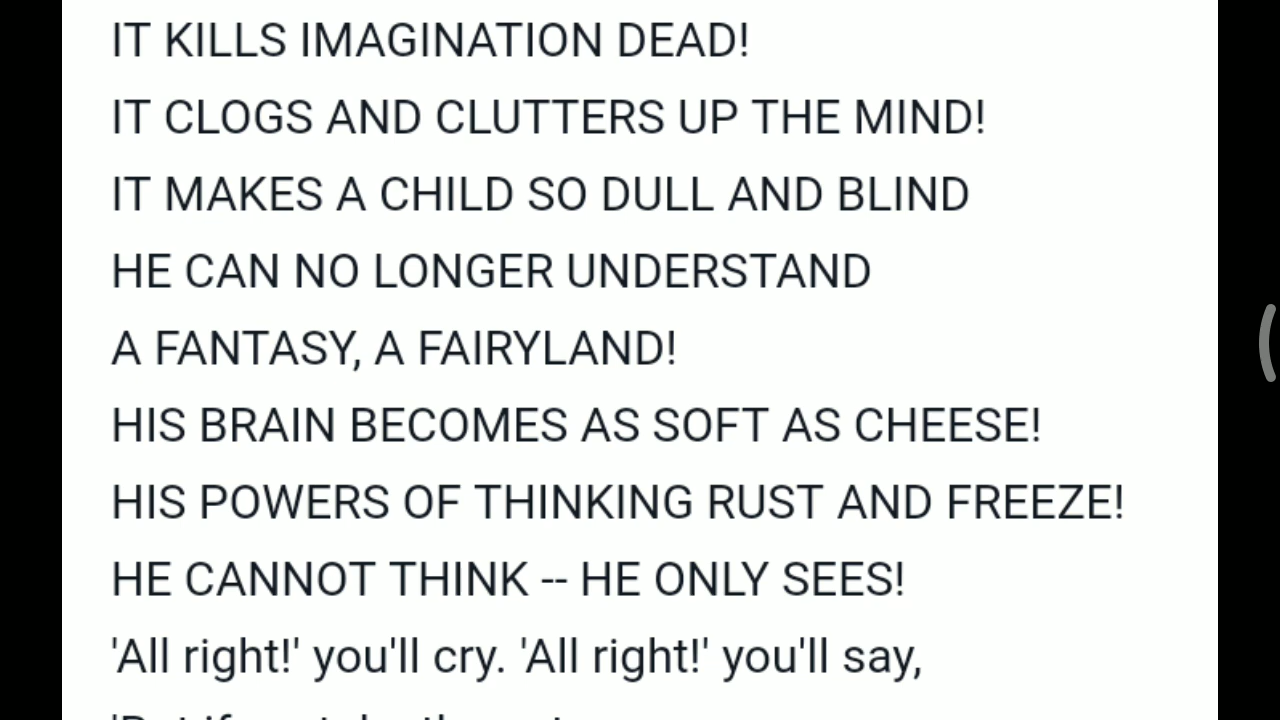 IT KILLS IMAGINATION DEAD!
IT CLOGS AND CLUTTERS UP THE MIND!
IT MAKES A CHILD SO DULL AND BLIND
HE CAN NO LONGER UNDERSTAND
A FANTASY, A FAIRYLAND!
HIS BRAIN BECOMES AS SOFT AS CHEESE!
HIS POWERS OF THINKING RUST AND FREEZE!
HE CANNOT THINK -- HE ONLY SEES!
'All right!' you'll cry. 'All right!' you'll say,